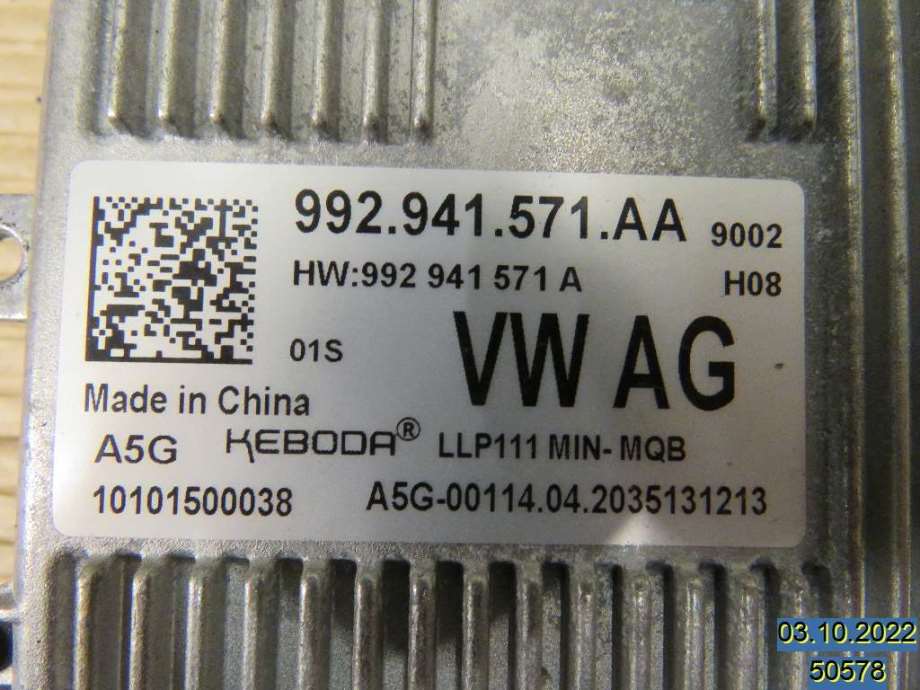 992.941.571.AA 9002
HW:992 941 571 A H08
01S VW AG
Made in China
A5G KEBODA® LLP111 MIN- MQB
10101500038 A5G-00114.04.2035131213
03.10.2022
50578